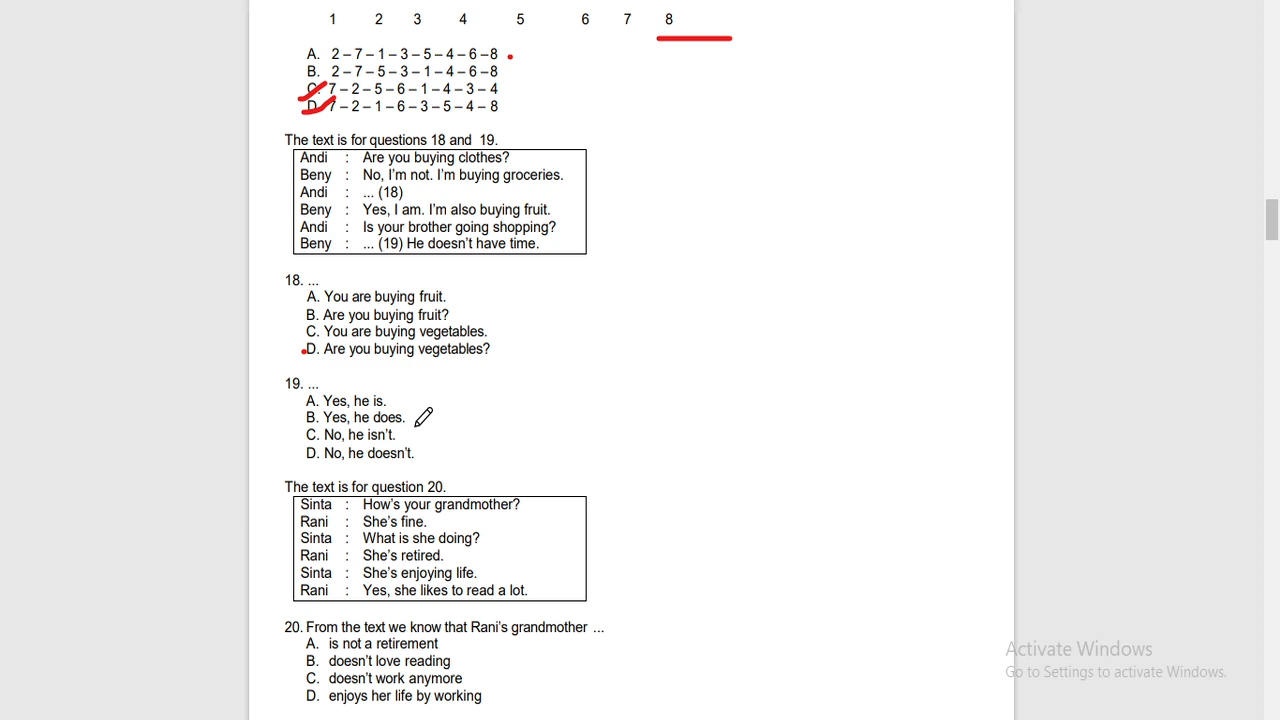 1 2 3 4 5 6 7 8
A. 2 – 7 – 1 – 3 – 5 – 4 – 6 –8
B. 2 – 7 – 5 – 3 – 1 – 4 – 6 –8
C. 7 – 2 – 5 – 6 – 1 – 4 – 3 – 4
D. 7 – 2 – 1 – 6 – 3 – 5 – 4 – 8
The text is for questions 18 and 19.
Andi : Are you buying clothes?
Beny : No, I’m not. I’m buying groceries.
Andi : ... (18)
Beny : Yes, I am. I’m also buying fruit.
Andi : Is your brother going shopping?
Beny : ... (19) He doesn’t have time.
18. ...
A. You are buying fruit.
B. Are you buying fruit?
C. You are buying vegetables.
D. Are you buying vegetables?
19. ...
A. Yes, he is.
B. Yes, he does.
C. No, he isn’t.
D. No, he doesn’t.
The text is for question 20.
Sinta : How’s your grandmother?
Rani : She’s fine.
Sinta : What is she doing?
Rani : She’s retired.
Sinta : She’s enjoying life.
Rani : Yes, she likes to read a lot.
20. From the text we know that Rani’s grandmother ...
A. is not a retirement
B. doesn’t love reading
C. doesn’t work anymore
D. enjoys her life by working
Activate Windows
Go to Settings to activate Windows.